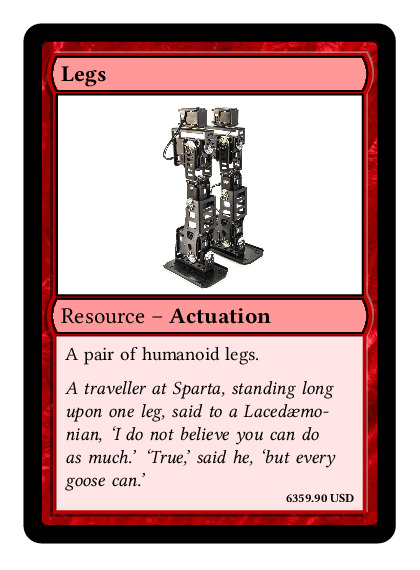 Legs
Resource – Actuation
A pair of humanoid legs.
A traveller at Sparta, standing long
upon one leg, said to a Lacedæmo-
nian, ‘I do not believe you can do
as much.’ ‘True,’ said he, ‘but every
goose can.’
6359.90 USD